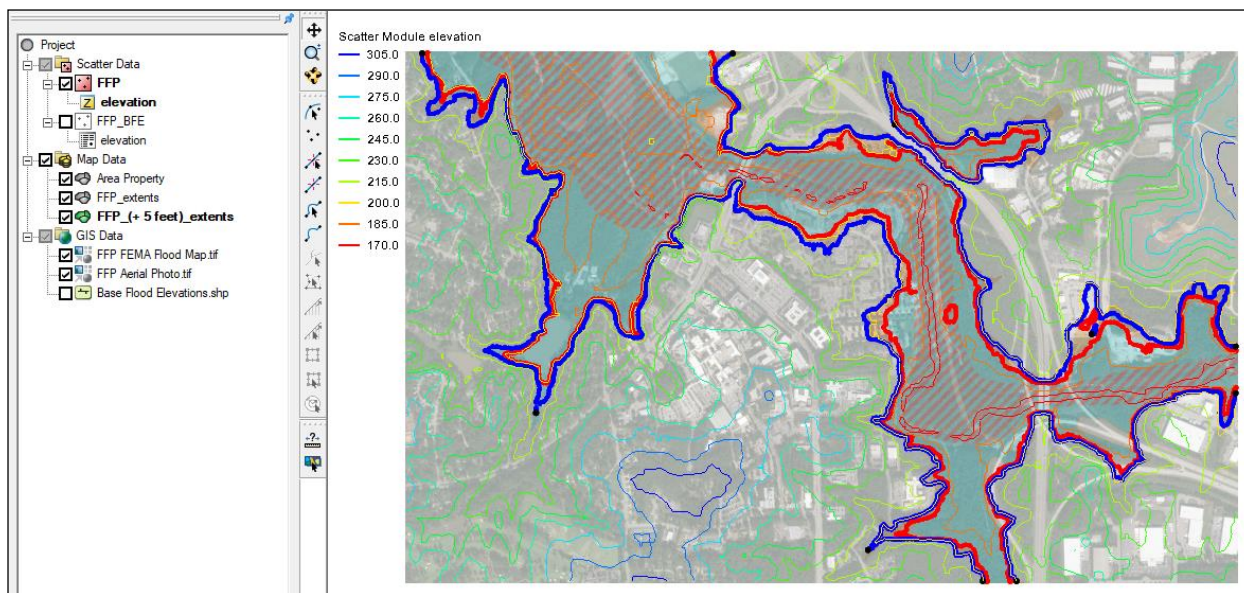 Project
Scatter Data
FFP
elevation
FFP_BFE
elevation
Map Data
Area Property
FFP_extents
FFP_(+ 5 feet)_extents
GIS Data
FFP FEMA Flood Map.tif
FFP Aerial Photo.tif
Base Flood Elevations.shp
Scatter Module elevation
305.0
290.0
275.0
260.0
245.0
230.0
215.0
200.0
185.0
170.0